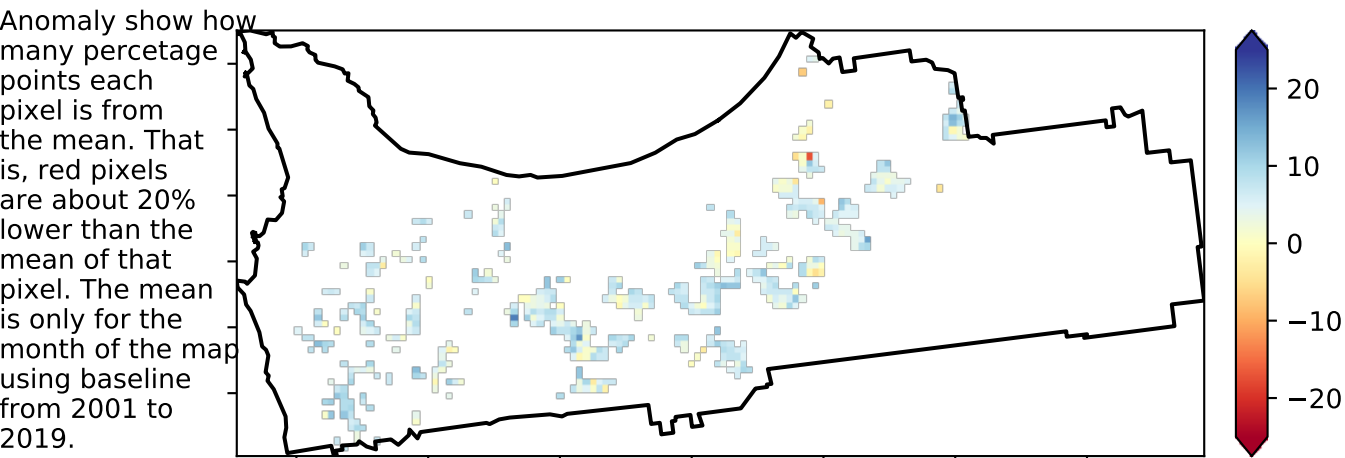 Anomaly show how
many percetage
points each
pixel is from
the mean. That
is, red pixels
are about 20%
lower than the
mean of that
pixel. The mean
is only for the
month of the map
using baseline
from 2001 to
2019.
20
10
0
−10
−20